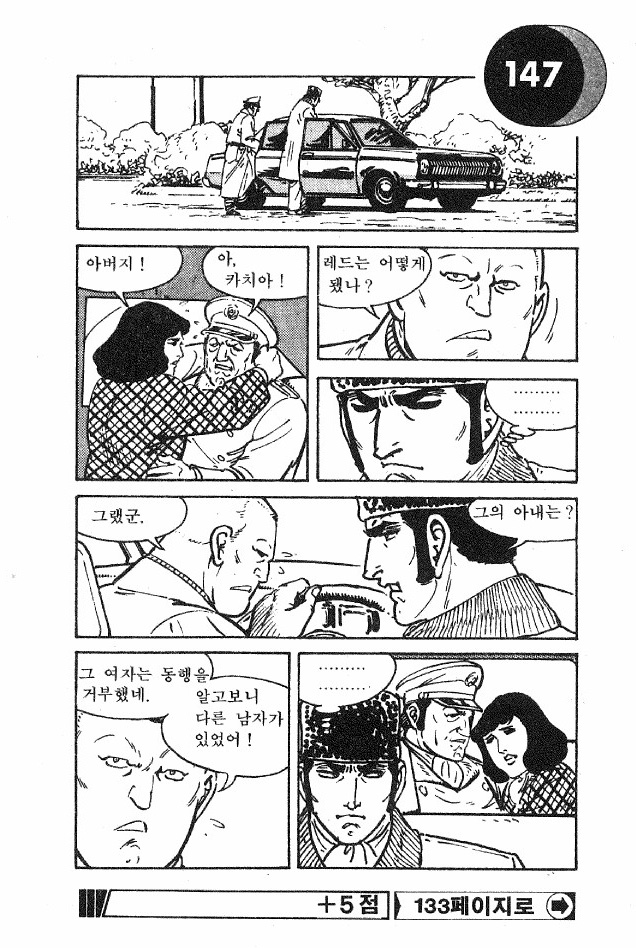 147
아버지!
아,
카치아!
레드는 어떻게
됐나?
………
………
그랬군.
그의 아내는?
그 여자는 동행을
거부했네.
알고보니
다른 남자가
있었어!
………
………
+5점
133페이지로